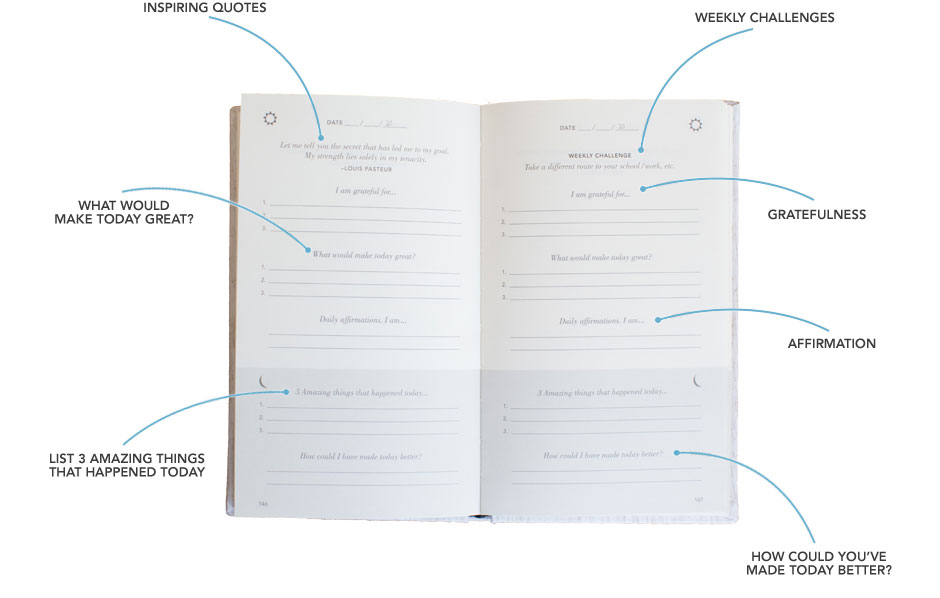 INSPIRING QUOTES
WEEKLY CHALLENGES
WHAT WOULD
MAKE TODAY GREAT?
LIST 3 AMAZING THINGS
THAT HAPPENED TODAY
GRATEFULNESS
AFFIRMATION
HOW COULD YOU'VE
MADE TODAY BETTER?
DATE ___/___/20___
Let me tell you the secret that has led me to my goal.
My strength lies solely in my tenacity.
–LOUIS PASTEUR
I am grateful for...
1.
3.
What would make today great?
1.
2.
3.
Daily affirmations. I am...
3 Amazing things that happened today...
1.
2.
3.
How could I have made today better?
146
DATE ___/___/20___
WEEKLY CHALLENGE
Take a different route to your school / work, etc.
I am grateful for...
1.
2.
3.
What would make today great?
1.
2.
3.
Daily affirmations. I am...
3 Amazing things that happened today...
1.
2.
3.
How could I have made today better?
147